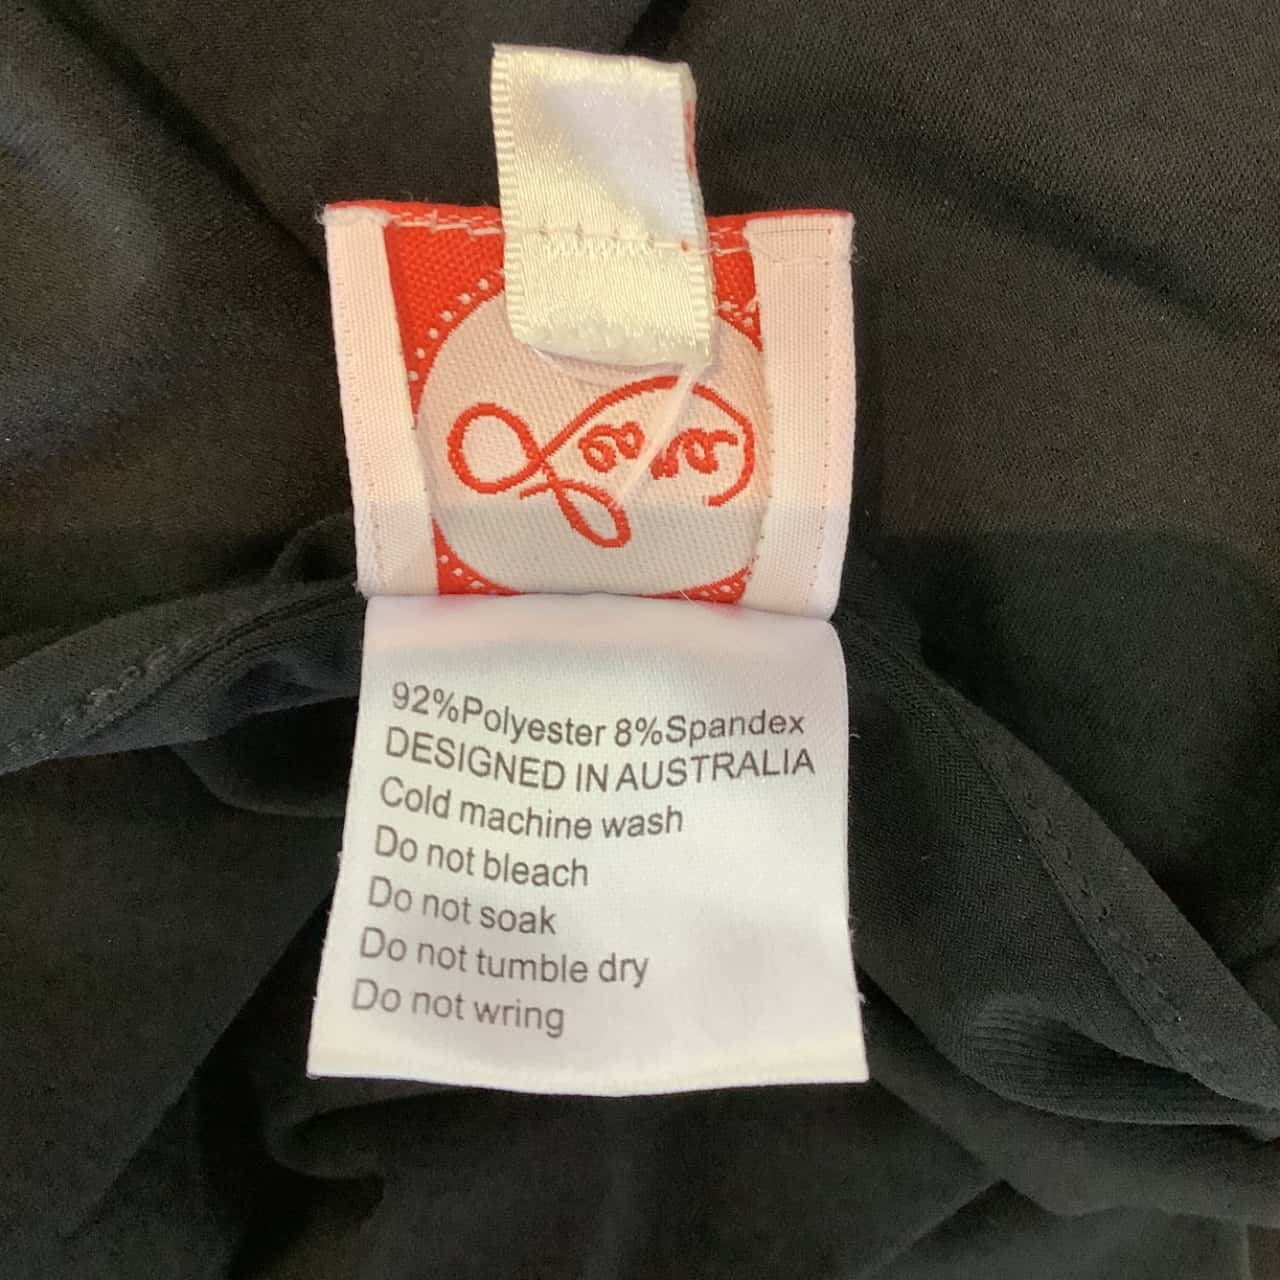 92%Polyester 8%Spandex
DESIGNED IN AUSTRALIA
Cold machine wash
Do not bleach
Do not soak
Do not tumble dry
Do not wring